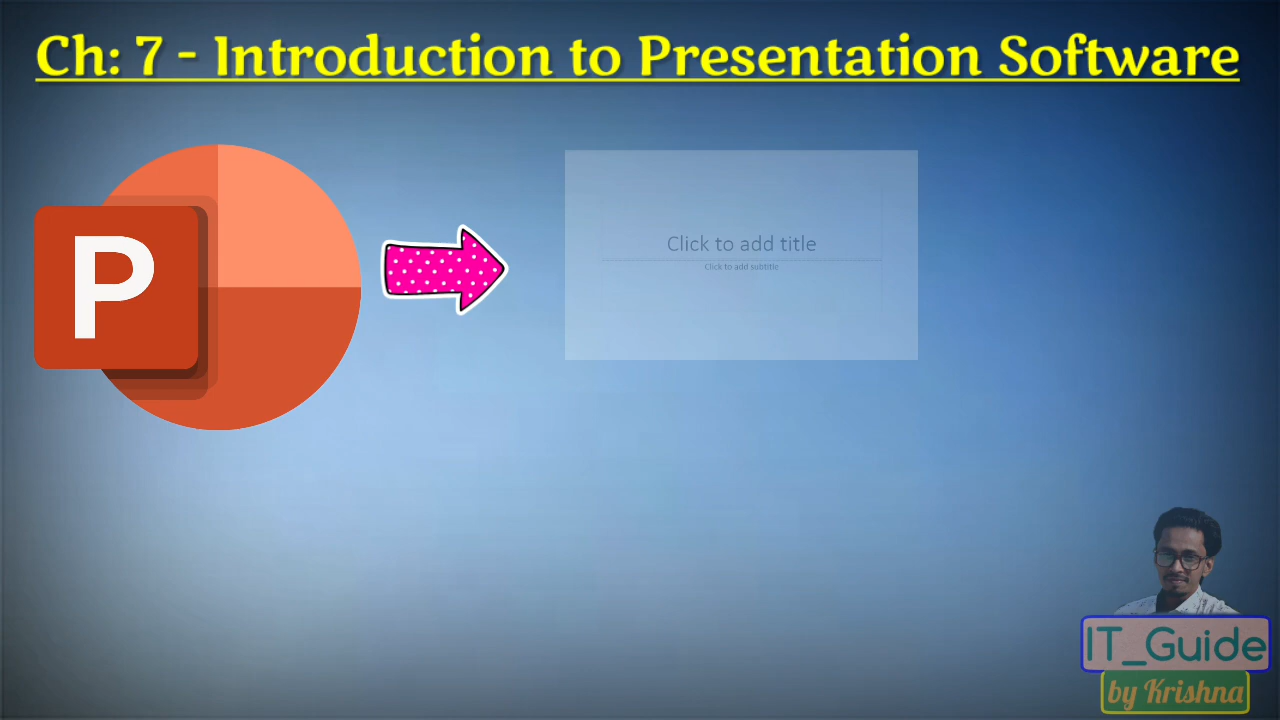 Ch: 7 - Introduction to Presentation Software
P
Click to add title
Click to add subtitle
IT_Guide
by Krishna